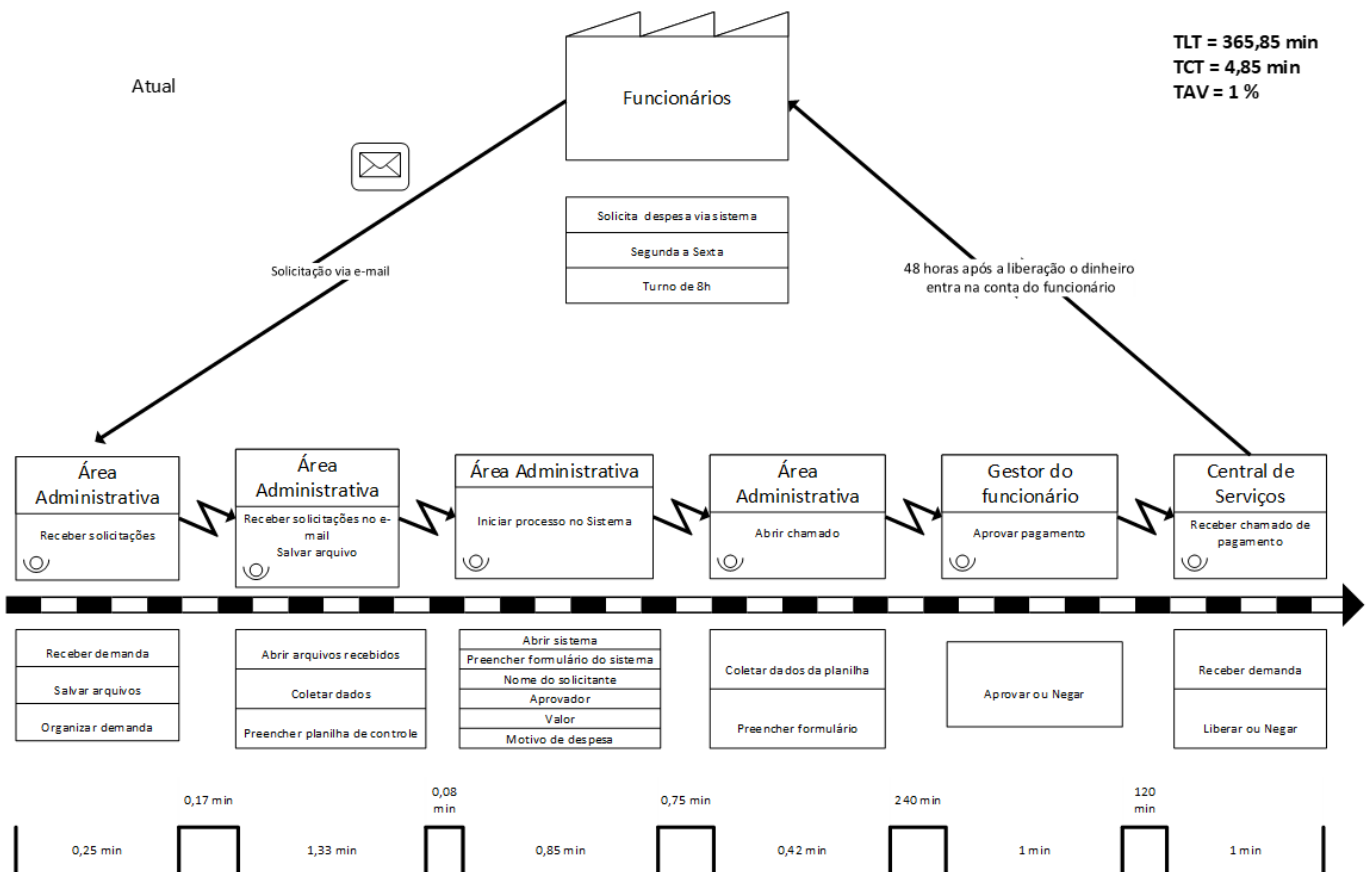 Atual
TLT = 365,85 min
TCT = 4,85 min
TAV = 1 %
Funcionários
Solicita despesa via sistema
Segunda a Sexta
Turno de 8h
Solicitação via e-mail
48 horas após a liberação o dinheiro
entra na conta do funcionário
Área
Administrativa
Receber solicitações
Área
Administrativa
Receber solicitações no e-
mail
Salvar arquivo
Área Administrativa
Iniciar processo no Sistema
Área
Administrativa
Abrir chamado
Gestor do
funcionário
Aprovar pagamento
Central de
Serviços
Receber chamado de
pagamento
Receber demanda
Salvar arquivos
Organizar demanda
Abrir arquivos recebidos
Coletar dados
Preencher planilha de controle
Abrir sistema
Preencher formulário do sistema
Nome do solicitante
Aprovador
Valor
Motivo de despesa
Coletar dados da planilha
Preencher formulário
Aprovar ou Negar
Receber demanda
Liberar ou Negar
0,17 min
0,08
min
0,75 min
240 min
120
min
0,25 min
1,33 min
0,85 min
0,42 min
1 min
1 min